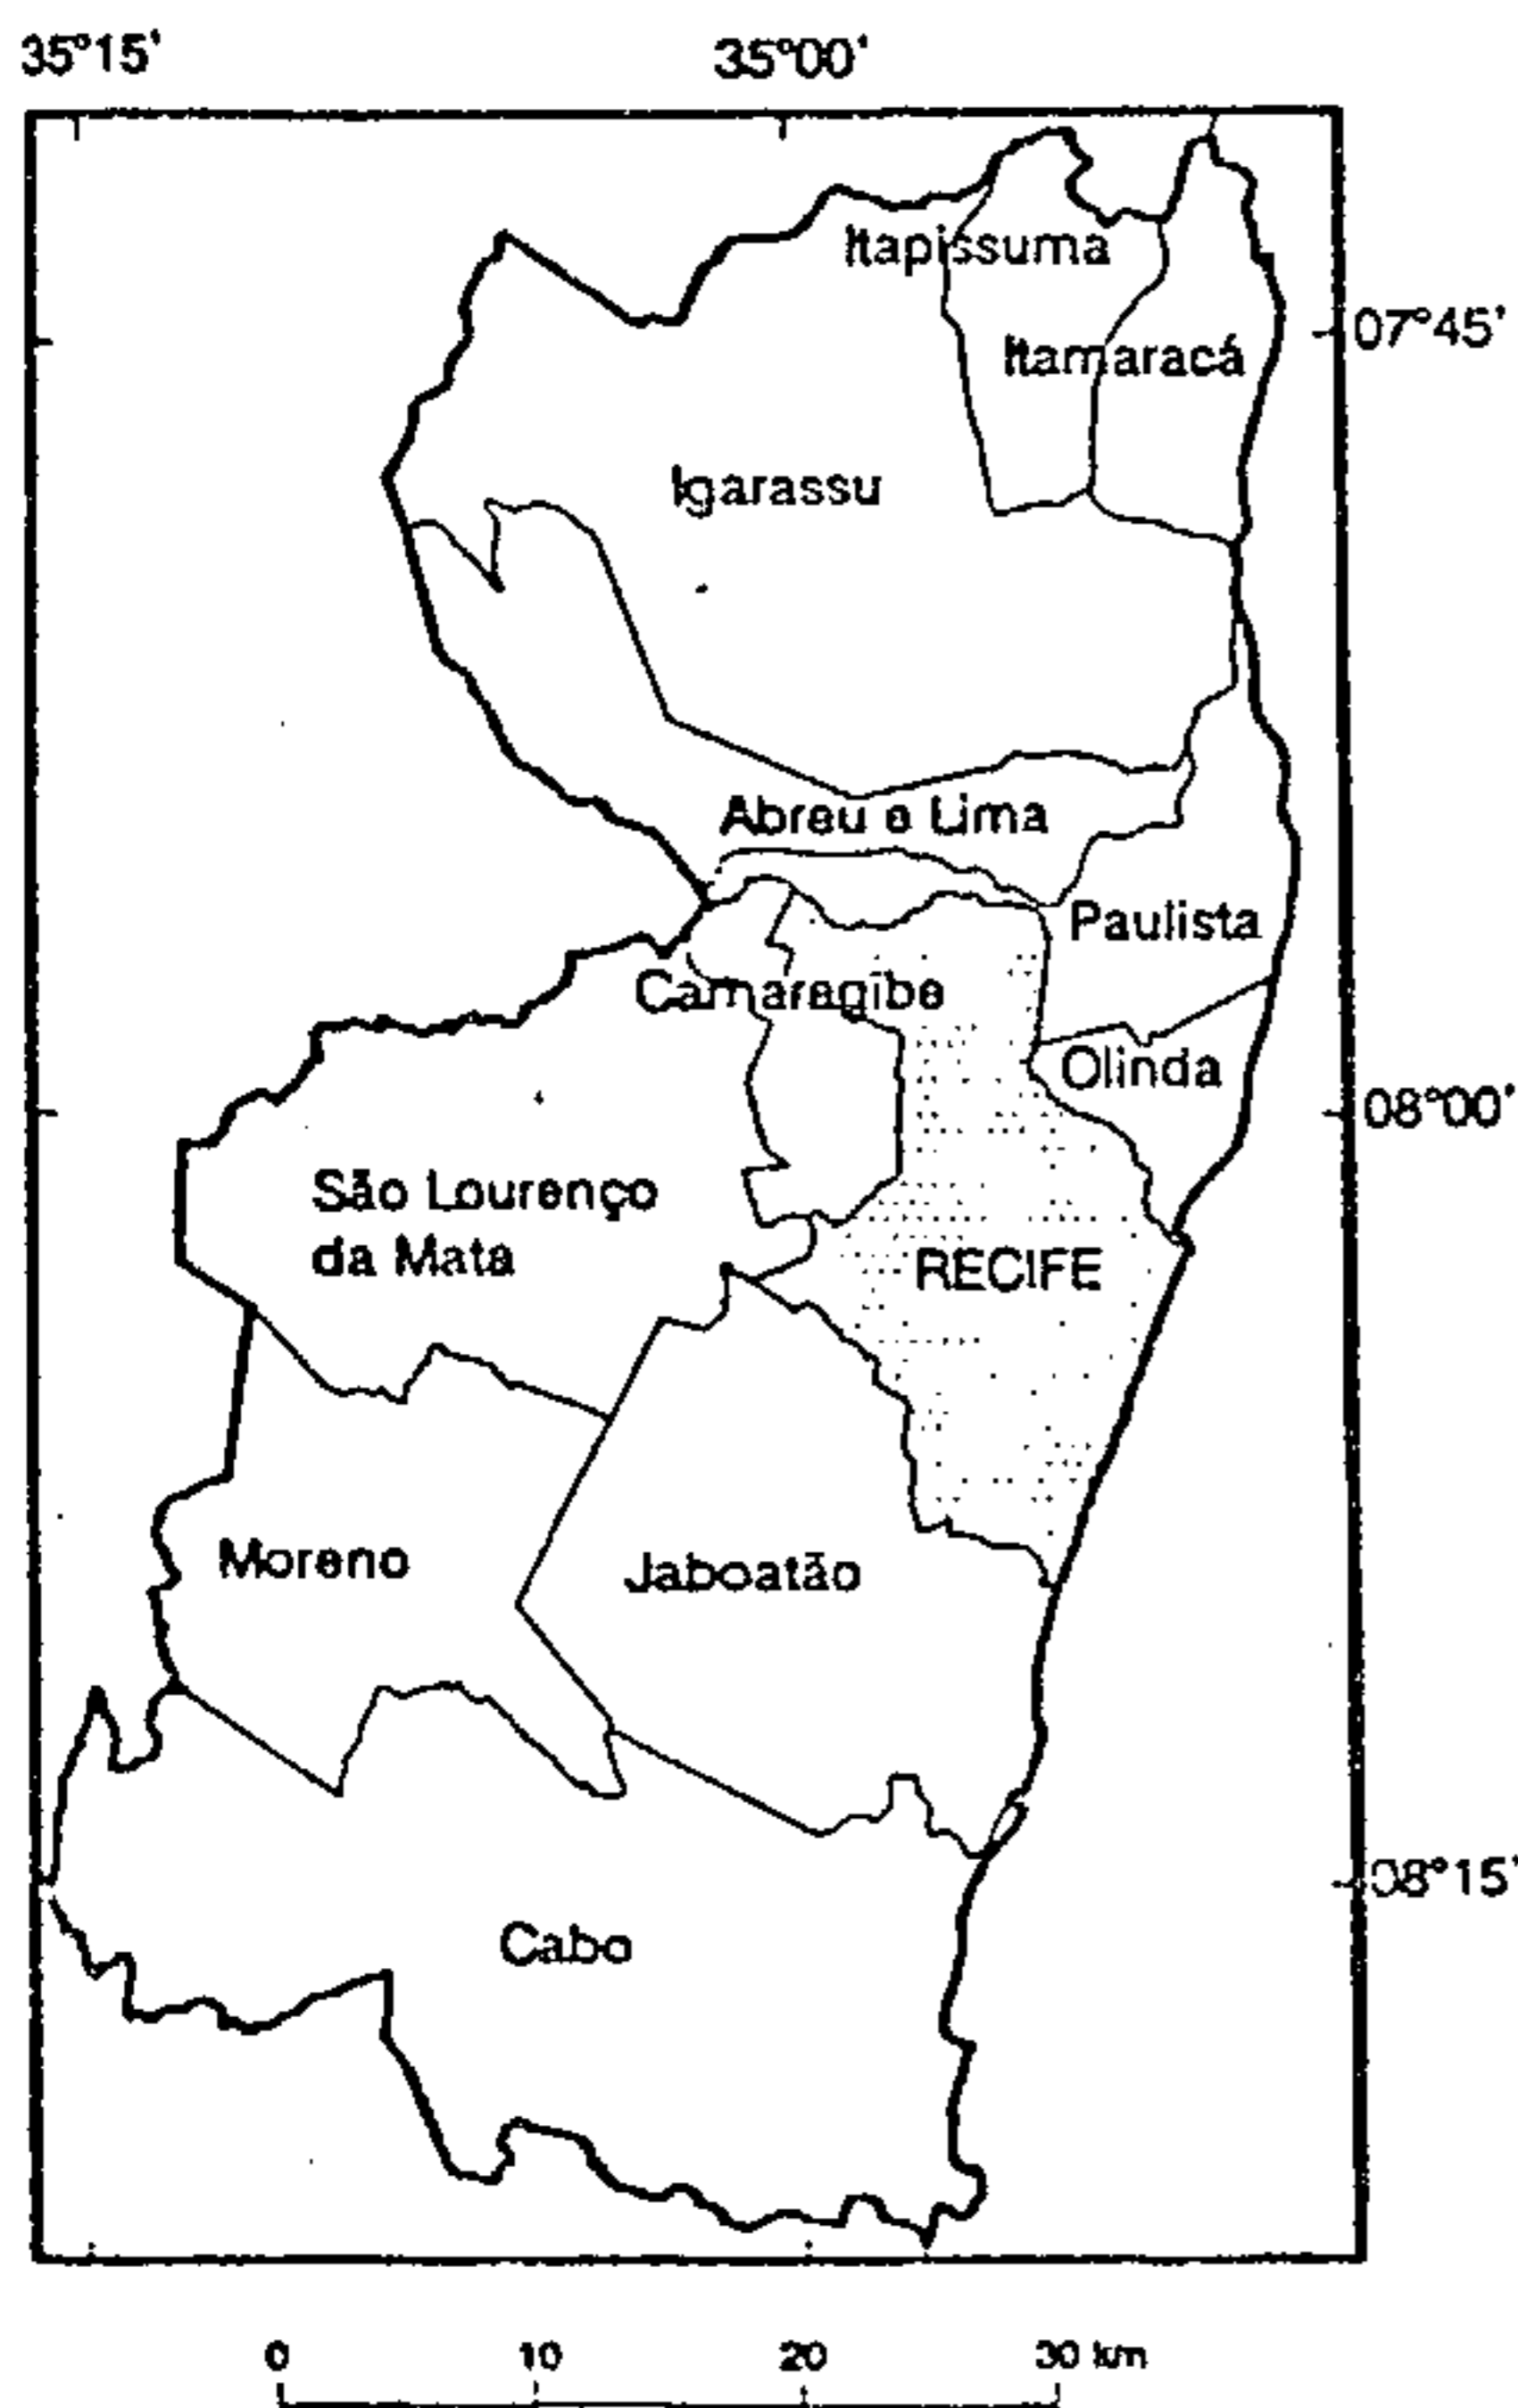 35°15' 35°00'
Itapissuma
07°45'
Itamaracá
Igarassu
Abreu e Lima
Paulista
Camaragibe
Olinda
08°00'
São Lourenço
da Mata
RECIFE
Moreno
Jaboatão
08°15'
Cabo
0 10 20 30 km